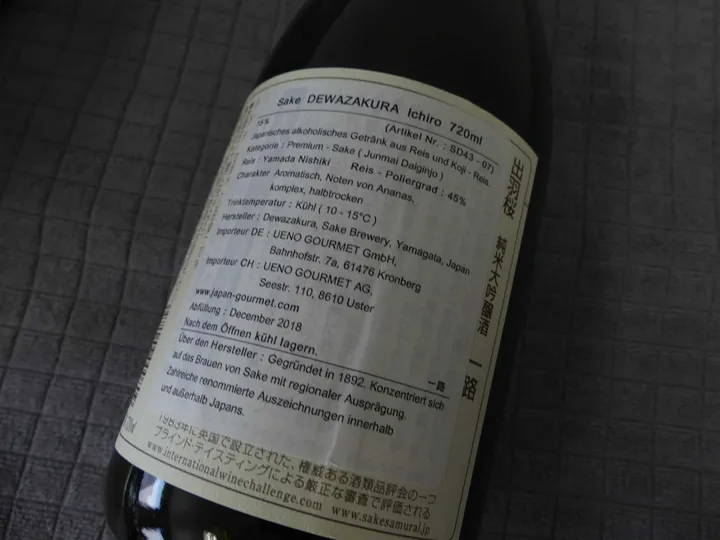 Sake DEWAZAKURA Ichiro 720ml
15% (Artikel Nr. : SD43 - 07)
Japanisches alkoholisches Getränk aus Reis und Koji - Reis.
Kategorie : Premium - Sake ( Junmai Daiginjo )
Reis : Yamada Nishiki Reis - Poliergrad : 45%
Charakter Aromatisch, Noten von Ananas,
komplex, halbtrocken
Trinktemperatur : Kühl ( 10 - 15°C )
Hersteller : Dewazakura, Sake Brewery, Yamagata, Japan
Importeur DE : UENO GOURMET GmbH,
Bahnhofstr. 7a, 61476 Kronberg
Importeur CH : UENO GOURMET AG,
Seestr. 110, 8610 Uster
www.japan-gourmet.com
Abfüllung : December 2018
Nach dem Öffnen kühl lagern.
Über den Hersteller : Gegründet in 1892. Konzentriert sich
auf das Brauen von Sake mit regionaler Ausprägung.
Zahlreiche renommierte Auszeichnungen innerhalb
und außerhalb Japans.
一路
1983年に英国で設立された、権威ある酒類品評会の一つ
ブラインド・テイスティングによる厳正な審査で評価される
www.internationalwinechallenge.com www.sakesamurai.jp
出羽桜 純米大吟醸酒 一路